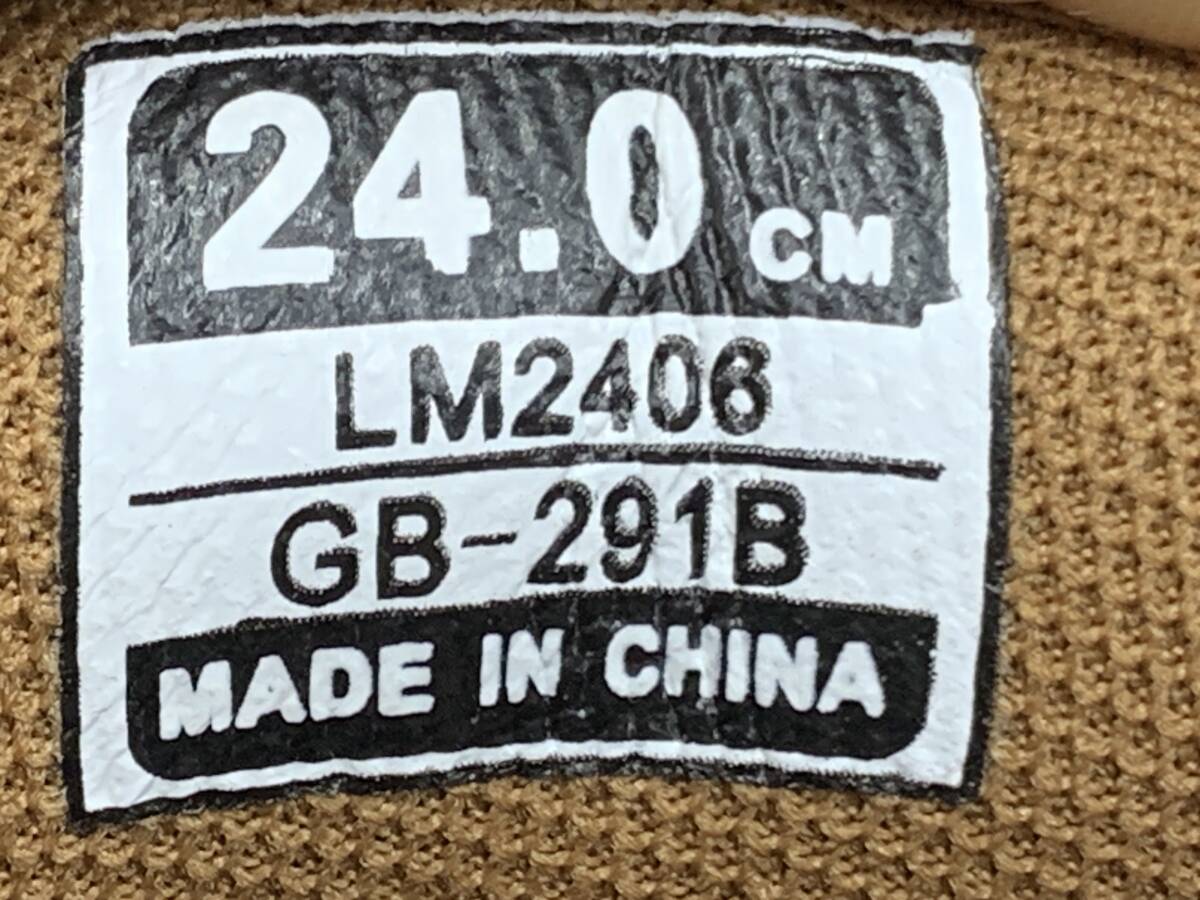 24.0 CM
LM2406
GB-291B
MADE IN CHINA